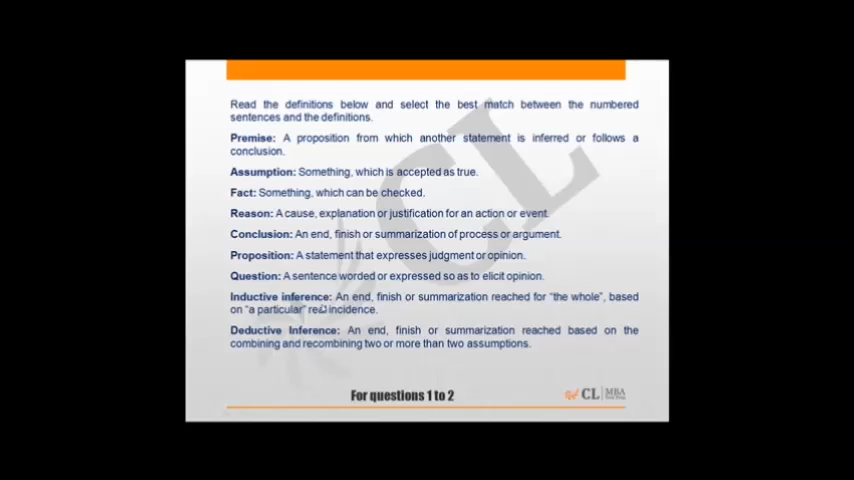 Read the definitions below and select the best match between the numbered
sentences and the definitions.
Premise: A proposition from which another statement is inferred or follows a
conclusion.
Assumption: Something, which is accepted as true.
Fact: Something, which can be checked.
Reason: A cause, explanation or justification for an action or event.
Conclusion: An end, finish or summarization of process or argument.
Proposition: A statement that expresses judgment or opinion.
Question: A sentence worded or expressed so as to elicit opinion.
Inductive inference: An end, finish or summarization reached for "the whole", based
on "a particular" real incidence.
Deductive Inference: An end, finish or summarization reached based on the
combining and recombining two or more than two assumptions.
For questions 1 to 2
CL MBA
CL